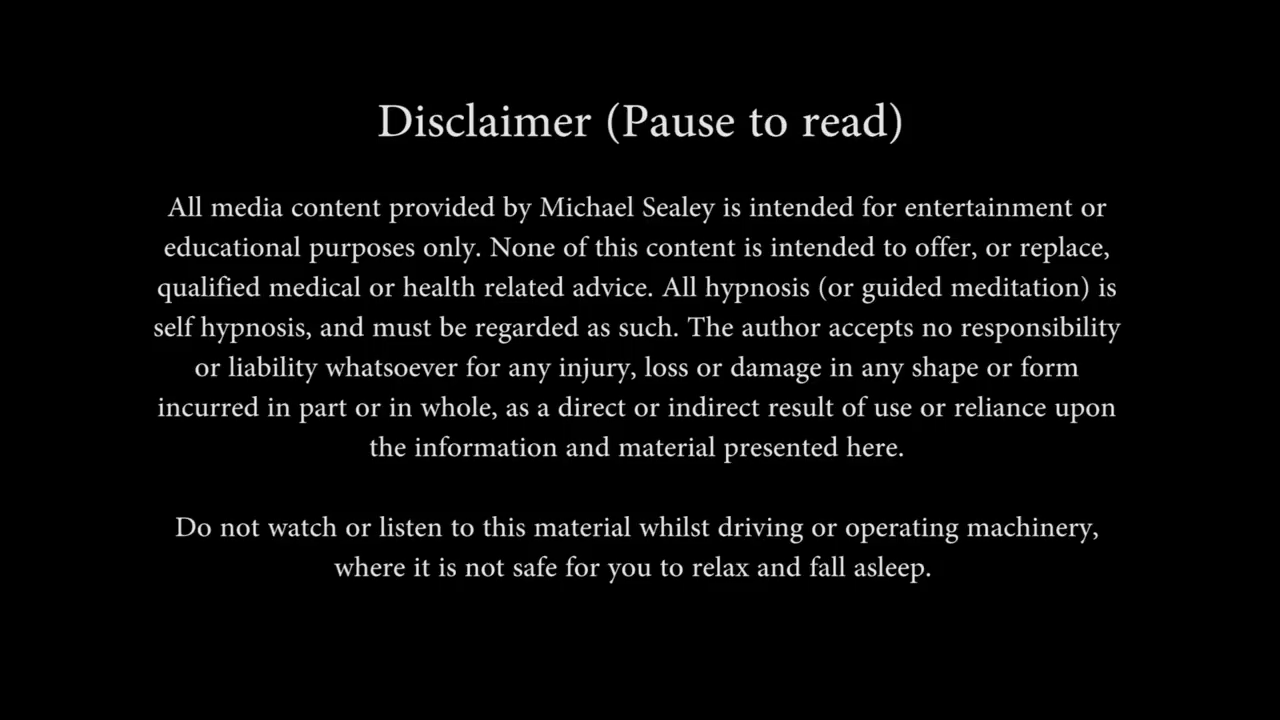 Disclaimer (Pause to read)
All media content provided by Michael Sealey is intended for entertainment or
educational purposes only. None of this content is intended to offer, or replace,
qualified medical or health related advice. All hypnosis (or guided meditation) is
self hypnosis, and must be regarded as such. The author accepts no responsibility
or liability whatsoever for any injury, loss or damage in any shape or form
incurred in part or in whole, as a direct or indirect result of use or reliance upon
the information and material presented here.
Do not watch or listen to this material whilst driving or operating machinery,
where it is not safe for you to relax and fall asleep.